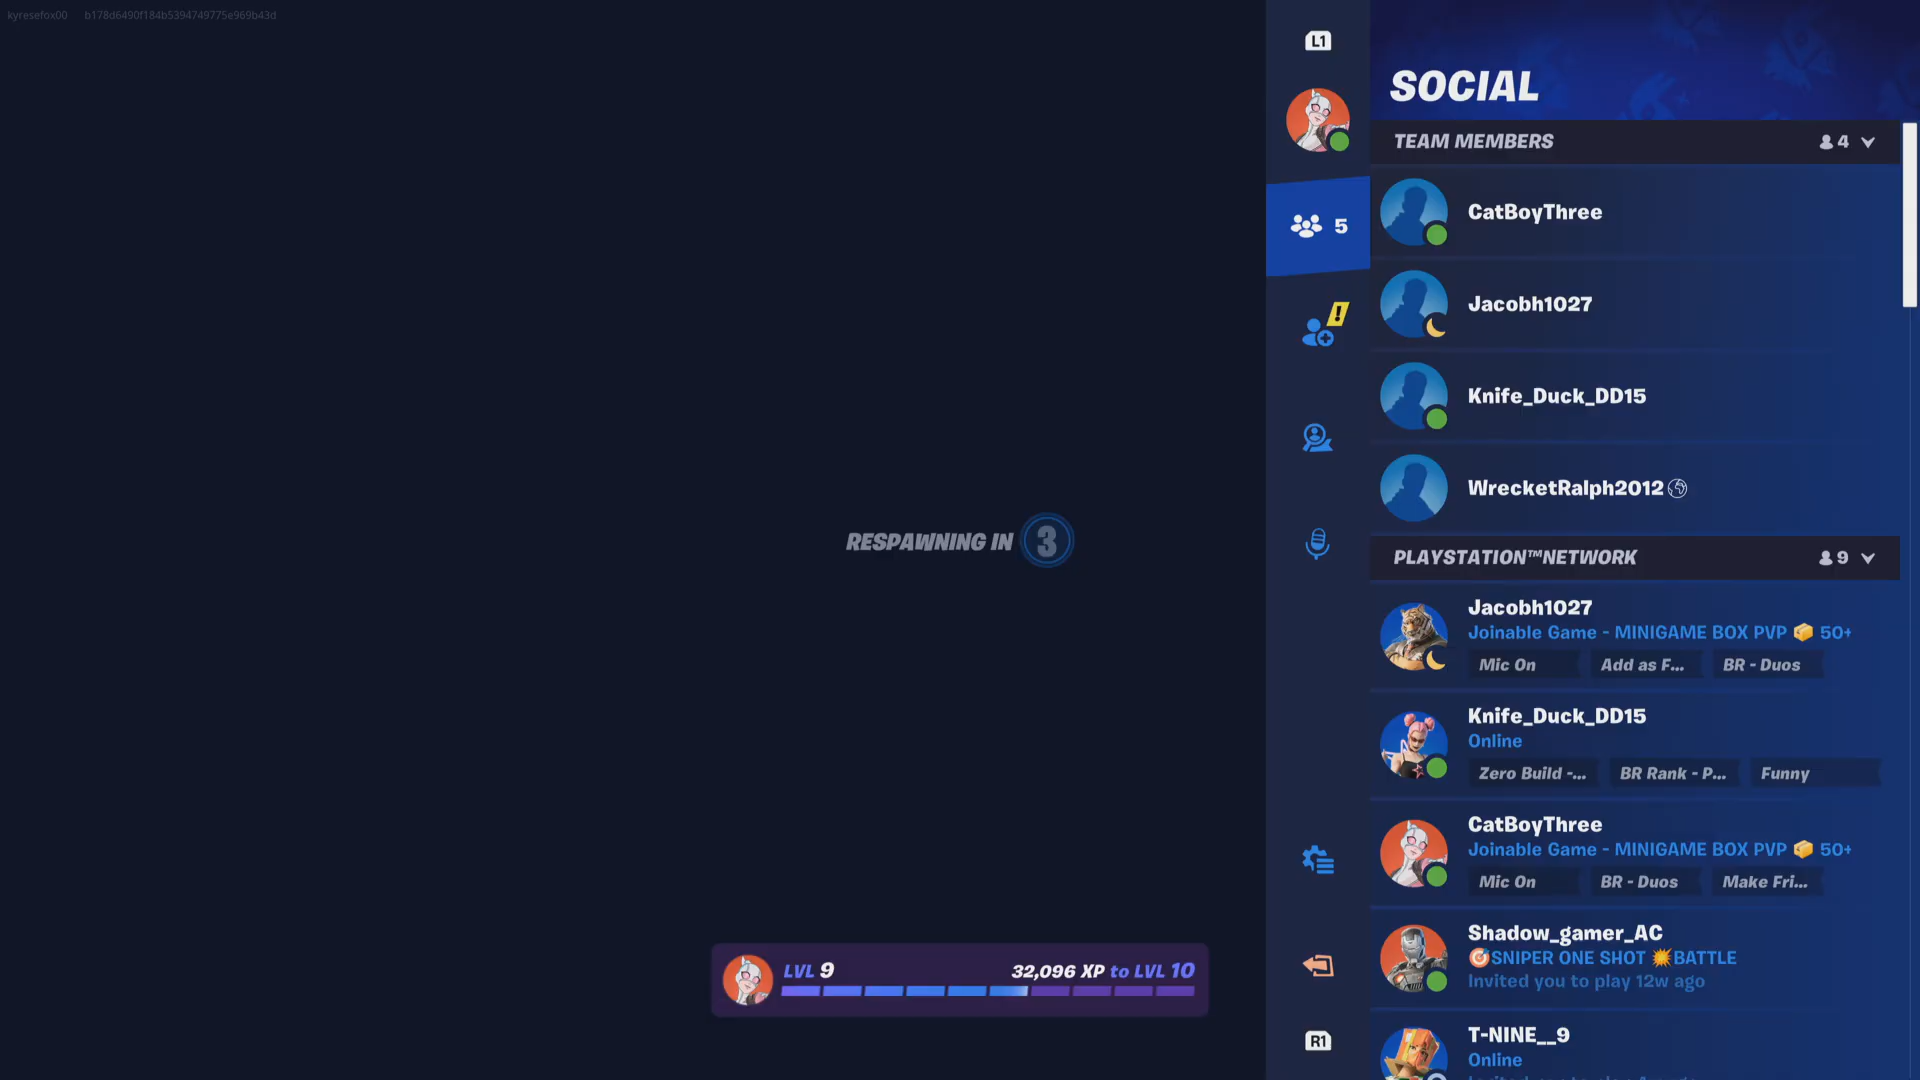 kyresefox00 b178d6490f184b5394749775e969b43d
L1
SOCIAL
TEAM MEMBERS 4
CatBoyThree
5
Jacobh1027
!
Knife_Duck_DD15
WrecketRalph2012
RESPAWNING IN 3
PLAYSTATION™NETWORK 9
Jacobh1027
Joinable Game - MINIGAME BOX PVP 📦 50+
Mic On Add as F... BR - Duos
Knife_Duck_DD15
Online
Zero Build -... BR Rank - P... Funny
CatBoyThree
Joinable Game - MINIGAME BOX PVP 📦 50+
Mic On BR - Duos Make Fri...
Shadow_gamer_AC
🎯SNIPER ONE SHOT 💥BATTLE
Invited you to play 12w ago
LVL 9 32,096 XP to LVL 10
R1
T-NINE__9
Online